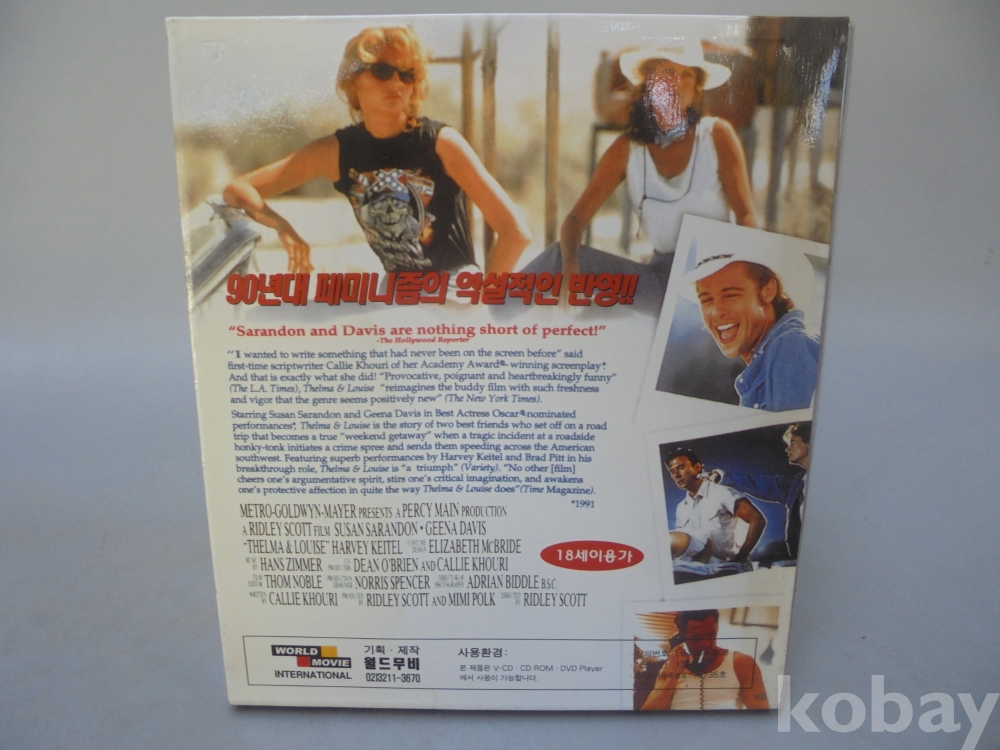 90년대 페미니즘의 역설적인 반영!!
“Sarandon and Davis are nothing short of perfect!”
-The Hollywood Reporter
“I wanted to write something that had never been on the screen before” said
first-time scriptwriter Callie Khouri of her Academy Award®- winning screenplay*.
And that is exactly what she did! “Provocative, poignant and heartbreakingly funny”
(The L.A. Times), Thelma & Louise “reimagines the buddy film with such freshness
and vigor that the genre seems positively new” (The New York Times).
Starring Susan Sarandon and Geena Davis in Best Actress Oscar®-nominated
performances*, Thelma & Louise is the story of two best friends who set off on a road
trip that becomes a true “weekend getaway” when a tragic incident at a roadside
honky-tonk initiates a crime spree and sends them speeding across the American
southwest. Featuring superb performances by Harvey Keitel and Brad Pitt in his
breakthrough role, Thelma & Louise is “a triumph” (Variety). “No other [film]
cheers one's argumentative spirit, stirs one's critical imagination, and awakens
one's protective affection in quite the way Thelma & Louise does”(Time Magazine).
*1991
METRO-GOLDWYN-MAYER PRESENTS A PERCY MAIN PRODUCTION
A RIDLEY SCOTT FILM SUSAN SARANDON • GEENA DAVIS
“THELMA & LOUISE” HARVEY KEITEL ELIZABETH McBRIDE
HANS ZIMMER DEAN O'BRIEN AND CALLIE KHOURI
THOM NOBLE NORRIS SPENCER ADRIAN BIDDLE B.S.C.
WRITTEN BY CALLIE KHOURI PRODUCED BY RIDLEY SCOTT AND MIMI POLK DIRECTED BY RIDLEY SCOTT
18세이용가
WORLD MOVIE INTERNATIONAL
기획 · 제작
월드무비
02)3211-3670
사용환경:
본 제품은 V-CD · CD ROM · DVD Player
에서 사용이 가능합니다.
kobay